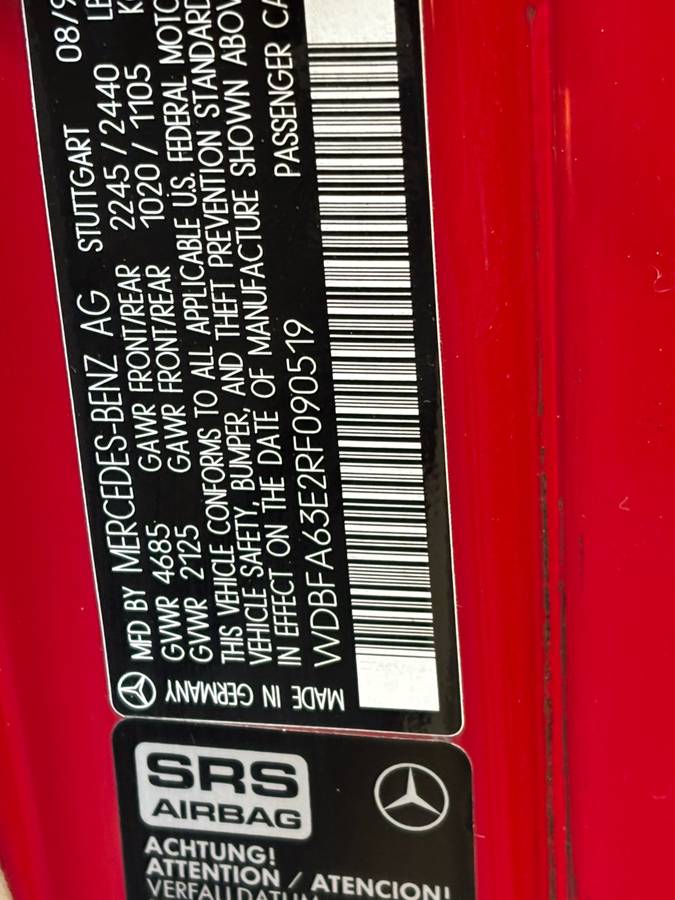 MFD BY MERCEDES-BENZ AG STUTTGART 08/9
GVWR 4685 GAWR FRONT/REAR 2245 / 2440 LB
GVWR 2125 GAWR FRONT/REAR 1020 / 1105 K
THIS VEHICLE CONFORMS TO ALL APPLICABLE U.S. FEDERAL MOTO
VEHICLE SAFETY, BUMPER, AND THEFT PREVENTION STANDARD
IN EFFECT ON THE DATE OF MANUFACTURE SHOWN ABOV
WDBFA63E2RF090519 PASSENGER CA
MADE IN GERMANY
SRS
AIRBAG
ACHTUNG!
ATTENTION / ATENCION!
VERFALLDATUM